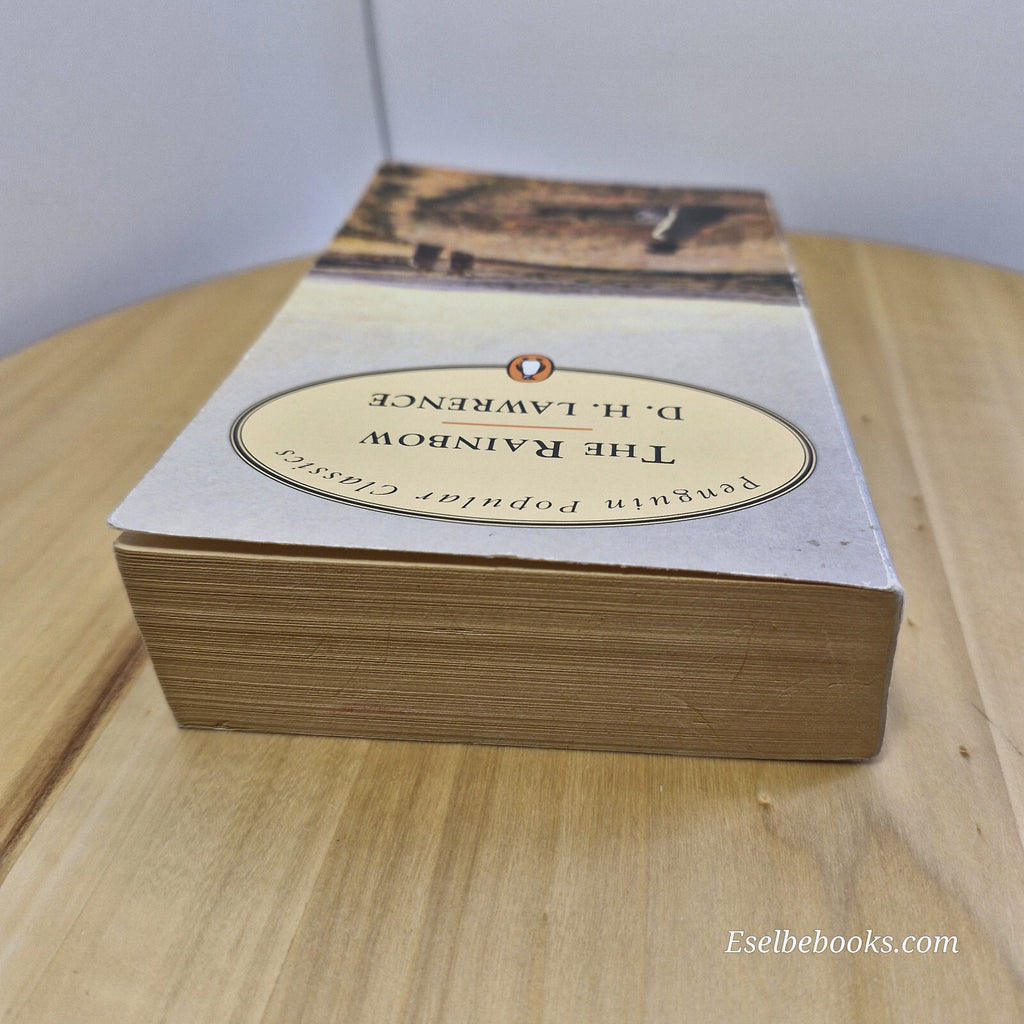 Penguin Popular Classics
THE RAINBOW
D. H. LAWRENCE
Eselbebooks.com